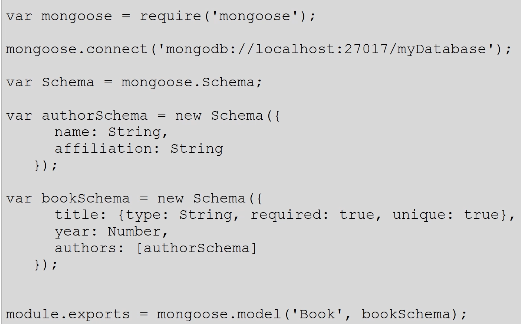 var mongoose = require('mongoose');
mongoose.connect('mongodb://localhost:27017/myDatabase');
var Schema = mongoose.Schema;
var authorSchema = new Schema({
name: String,
affiliation: String
});
var bookSchema = new Schema({
title: {type: String, required: true, unique: true},
year: Number,
authors: [authorSchema]
});
module.exports = mongoose.model('Book', bookSchema);